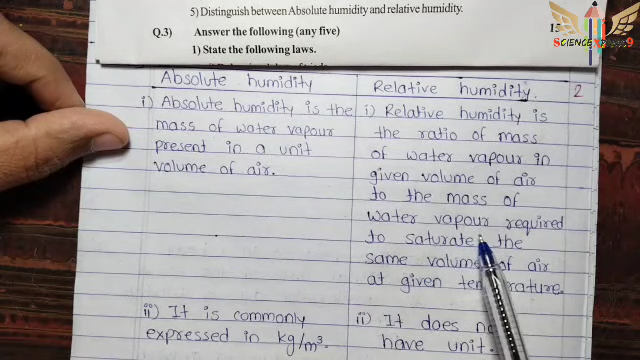 5) Distinguish between Absolute humidity and relative humidity.
Q.3) Answer the following (any five) 15
1) State the following laws.
SCIENCE XPRESS9
Absolute humidity
i) Absolute humidity is the
mass of water vapour
present in a unit
volume of air.
ii) It is commonly
expressed in kg/m³.
Relative humidity. 2
i) Relative humidity is
the ratio of mass
of water vapour in
given volume of air
to the mass of
water vapour required
to saturate the
same volume of air
at given temperature.
ii) It does
have unit.